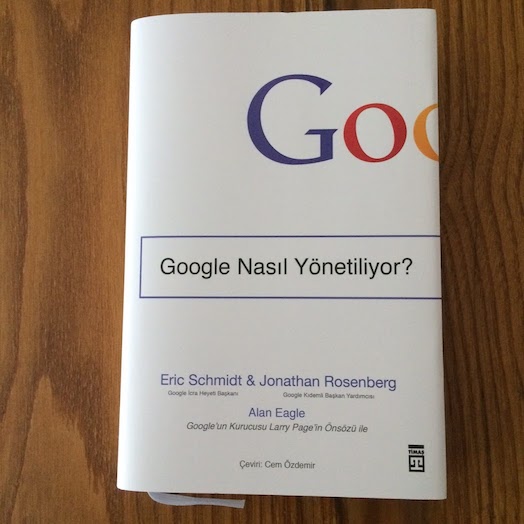 Goo
Google Nasıl Yönetiliyor?
Eric Schmidt & Jonathan Rosenberg
Google İcra Heyeti Başkanı Google Kıdemli Başkan Yardımcısı
Alan Eagle
Google'un Kurucusu Larry Page'in Önsözü ile
Çeviri: Cem Özdemir
TİMAŞ